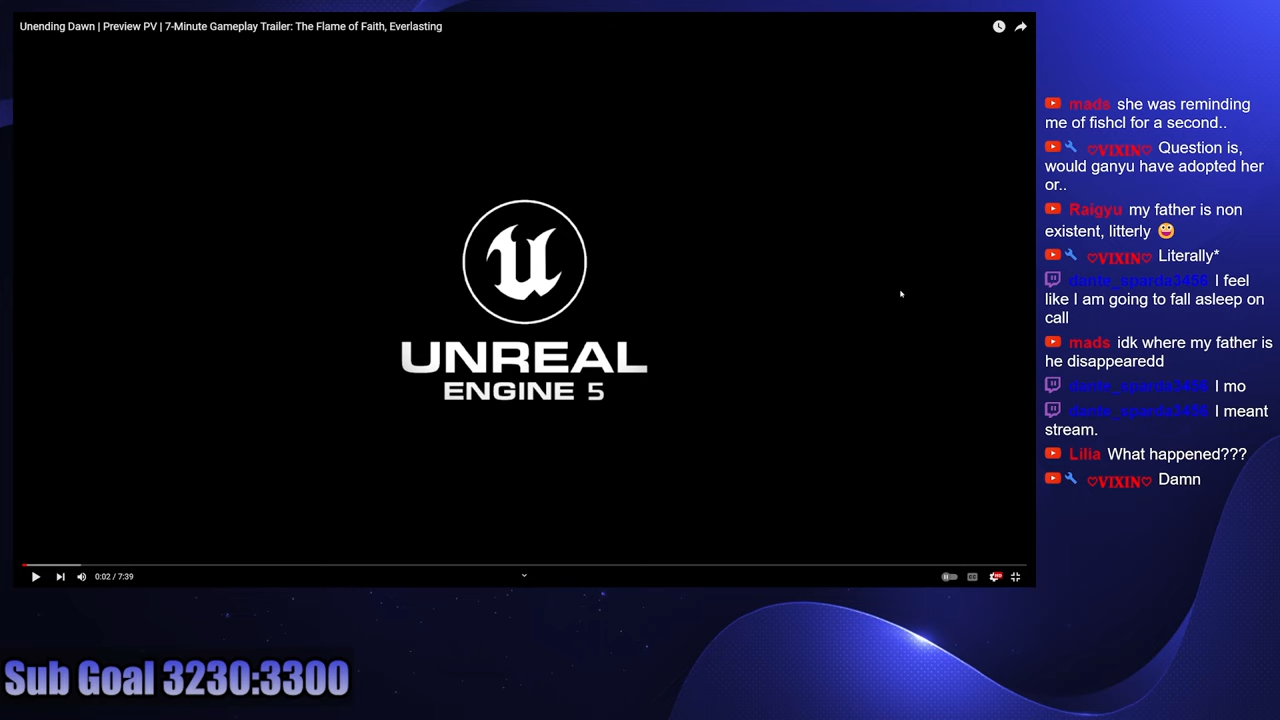 Unending Dawn | Preview PV | 7-Minute Gameplay Trailer: The Flame of Faith, Everlasting
UNREAL
ENGINE 5
0:02 / 7:39
mads she was reminding
me of fishcl for a second..
♡VIXIN♡ Question is,
would ganyu have adopted her
or..
Raigyu my father is non
existent, litterly
♡VIXIN♡ Literally*
dante_sparda3456 I feel
like I am going to fall asleep on
call
mads idk where my father is
he disappearedd
dante_sparda3456 I mo
dante_sparda3456 I meant
stream.
Lilia What happened???
♡VIXIN♡ Damn
Sub Goal 3230:3300